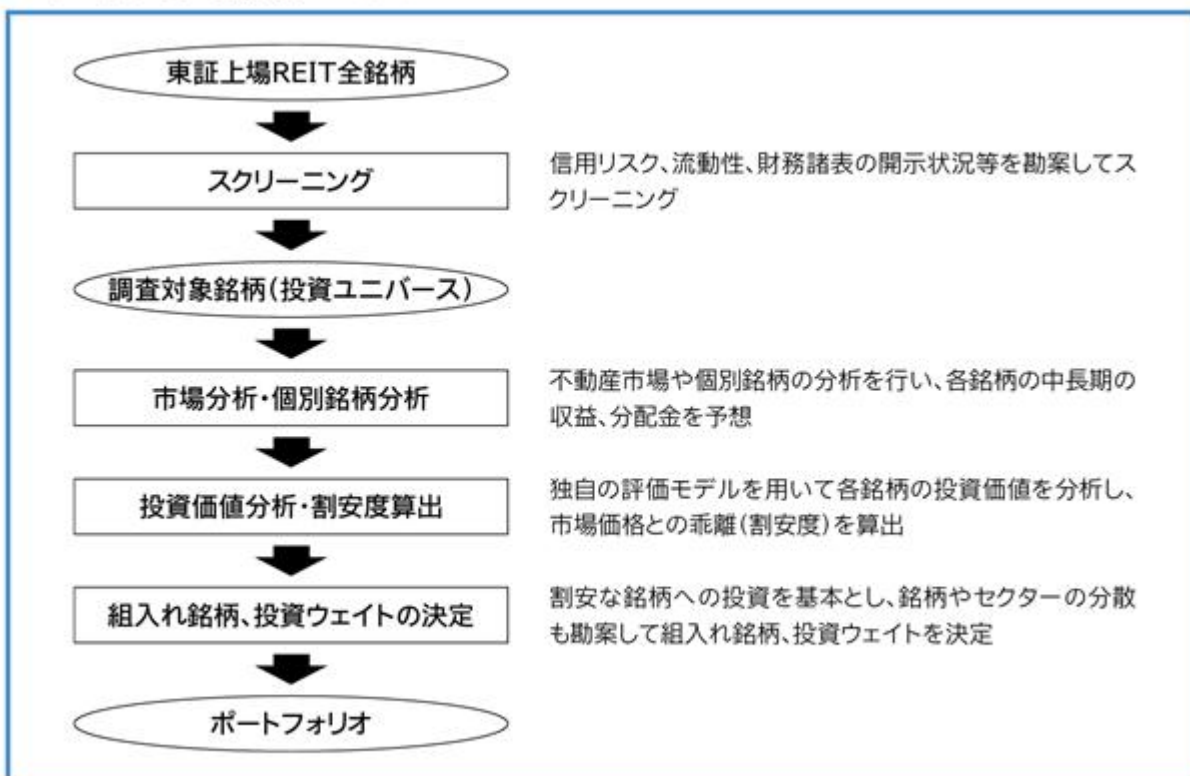 東証上場REIT全銘柄
スクリーニング
信用リスク、流動性、財務諸表の開示状況等を勘案してス
クリーニング
調査対象銘柄(投資ユニバース)
市場分析・個別銘柄分析
不動産市場や個別銘柄の分析を行い、各銘柄の中長期の
収益、分配金を予想
投資価値分析・割安度算出
独自の評価モデルを用いて各銘柄の投資価値を分析し、
市場価格との乖離(割安度)を算出
組入れ銘柄、投資ウェイトの決定
割安な銘柄への投資を基本とし、銘柄やセクターの分散
も勘案して組入れ銘柄、投資ウェイトを決定
ポートフォリオ